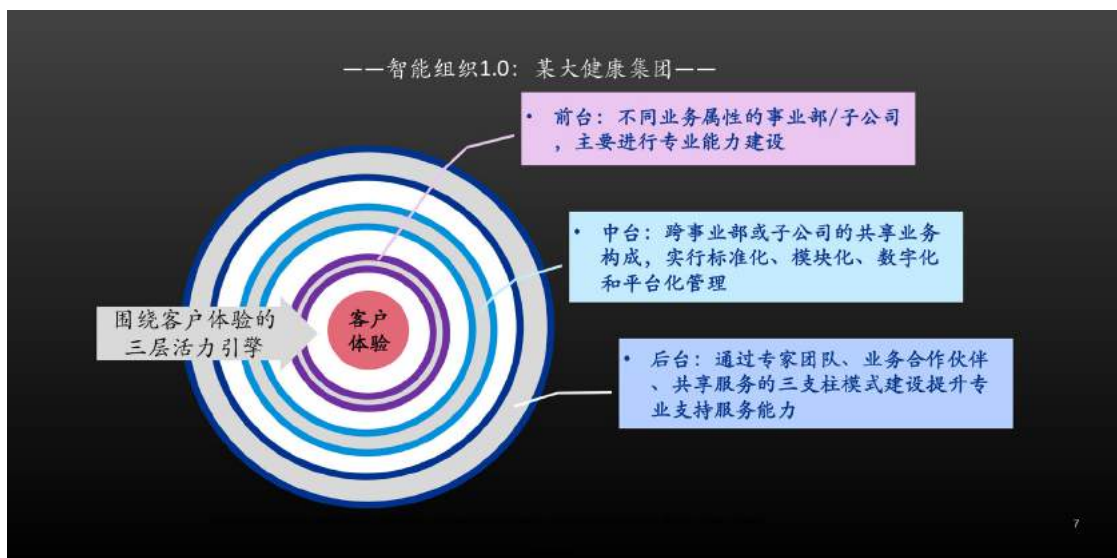 ——智能组织1.0：某大健康集团——
• 前台：不同业务属性的事业部/子公司
，主要进行专业能力建设
• 中台：跨事业部或子公司的共享业务
构成，实行标准化、模块化、数字化
和平台化管理
围绕客户体验的
三层活力引擎
客户
体验
• 后台：通过专家团队、业务合作伙伴
、共享服务的三支柱模式建设提升专
业支持服务能力
7